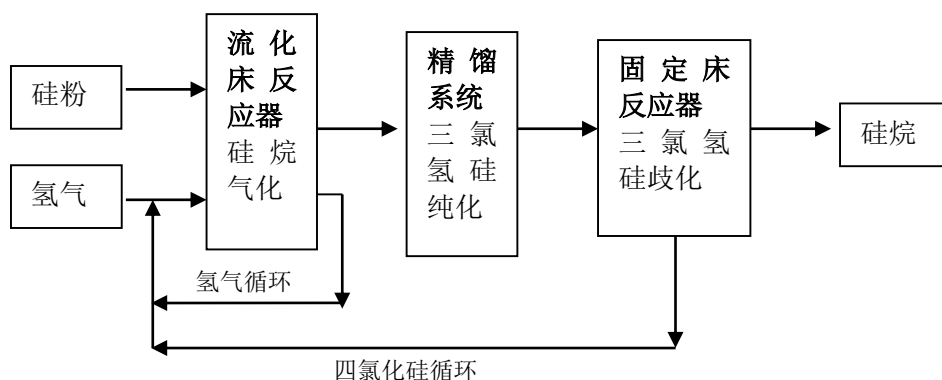 硅粉
氢气
流化
床反
应器
硅烷
气化
精馏
系统
三氯
氢硅
纯化
固定床
反应器
三氯氢
硅歧化
硅烷
氢气循环
四氯化硅循环